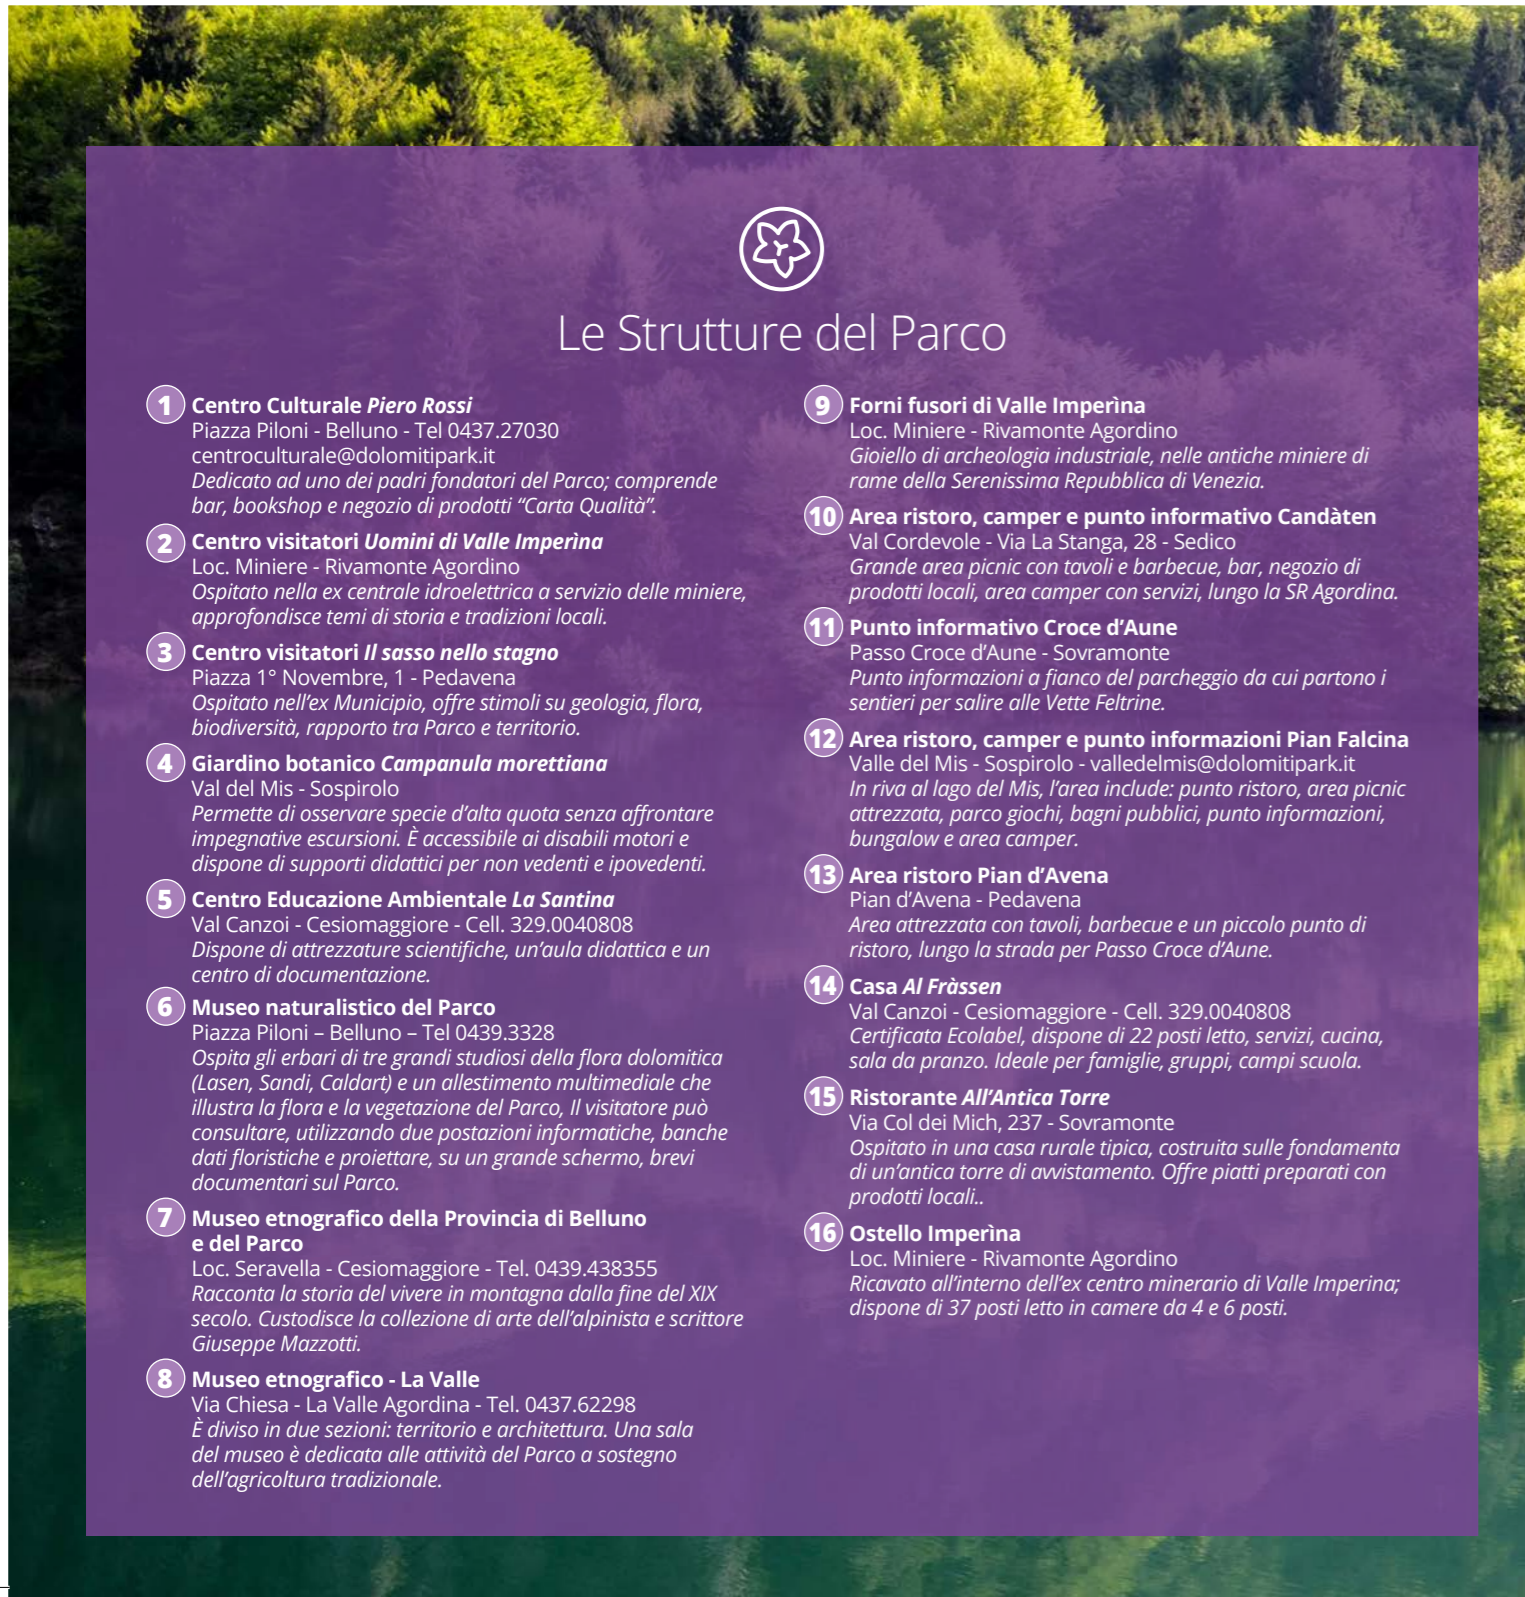 Le Strutture del Parco
1 Centro Culturale Piero Rossi
Piazza Piloni - Belluno - Tel 0437.27030
centroculturale@dolomitipark.it
Dedicato ad uno dei padri fondatori del Parco; comprende
bar, bookshop e negozio di prodotti “Carta Qualità”.
2 Centro visitatori Uomini di Valle Imperìna
Loc. Miniere - Rivamonte Agordino
Ospitato nella ex centrale idroelettrica a servizio delle miniere,
approfondisce temi di storia e tradizioni locali.
3 Centro visitatori Il sasso nello stagno
Piazza 1° Novembre, 1 - Pedavena
Ospitato nell’ex Municipio, offre stimoli su geologia, flora,
biodiversità, rapporto tra Parco e territorio.
4 Giardino botanico Campanula morettiana
Val del Mis - Sospirolo
Permette di osservare specie d’alta quota senza affrontare
impegnative escursioni. È accessibile ai disabili motori e
dispone di supporti didattici per non vedenti e ipovedenti.
5 Centro Educazione Ambientale La Santina
Val Canzoi - Cesiomaggiore - Cell. 329.0040808
Dispone di attrezzature scientifiche, un’aula didattica e un
centro di documentazione.
6 Museo naturalistico del Parco
Piazza Piloni – Belluno – Tel 0439.3328
Ospita gli erbari di tre grandi studiosi della flora dolomitica
(Lasen, Sandi, Caldart) e un allestimento multimediale che
illustra la flora e la vegetazione del Parco, Il visitatore può
consultare, utilizzando due postazioni informatiche, banche
dati floristiche e proiettare, su un grande schermo, brevi
documentari sul Parco.
7 Museo etnografico della Provincia di Belluno
e del Parco
Loc. Seravella - Cesiomaggiore - Tel. 0439.438355
Racconta la storia del vivere in montagna dalla fine del XIX
secolo. Custodisce la collezione di arte dell’alpinista e scrittore
Giuseppe Mazzotti.
8 Museo etnografico - La Valle
Via Chiesa - La Valle Agordina - Tel. 0437.62298
È diviso in due sezioni: territorio e architettura. Una sala
del museo è dedicata alle attività del Parco a sostegno
dell’agricoltura tradizionale.
9 Forni fusori di Valle Imperìna
Loc. Miniere - Rivamonte Agordino
Gioiello di archeologia industriale, nelle antiche miniere di
rame della Serenissima Repubblica di Venezia.
10 Area ristoro, camper e punto informativo Candàten
Val Cordevole - Via La Stanga, 28 - Sedico
Grande area picnic con tavoli e barbecue, bar, negozio di
prodotti locali, area camper con servizi, lungo la SR Agordina.
11 Punto informativo Croce d’Aune
Passo Croce d’Aune - Sovramonte
Punto informazioni a fianco del parcheggio da cui partono i
sentieri per salire alle Vette Feltrine.
12 Area ristoro, camper e punto informazioni Pian Falcina
Valle del Mis - Sospirolo - valledelmis@dolomitipark.it
In riva al lago del Mis, l’area include: punto ristoro, area picnic
attrezzata, parco giochi, bagni pubblici, punto informazioni,
bungalow e area camper.
13 Area ristoro Pian d’Avena
Pian d’Avena - Pedavena
Area attrezzata con tavoli, barbecue e un piccolo punto di
ristoro, lungo la strada per Passo Croce d’Aune.
14 Casa Al Fràssen
Val Canzoi - Cesiomaggiore - Cell. 329.0040808
Certificata Ecolabel, dispone di 22 posti letto, servizi, cucina,
sala da pranzo. Ideale per famiglie, gruppi, campi scuola.
15 Ristorante All’Antica Torre
Via Col dei Mich, 237 - Sovramonte
Ospitato in una casa rurale tipica, costruita sulle fondamenta
di un’antica torre di avvistamento. Offre piatti preparati con
prodotti locali..
16 Ostello Imperìna
Loc. Miniere - Rivamonte Agordino
Ricavato all’interno dell’ex centro minerario di Valle Imperina;
dispone di 37 posti letto in camere da 4 e 6 posti.